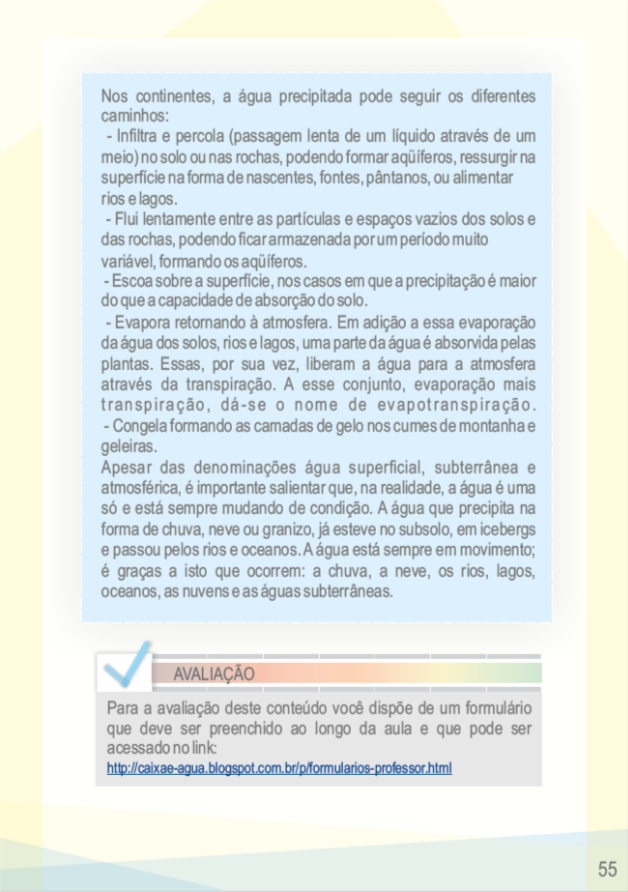 Nos continentes, a água precipitada pode seguir os diferentes
caminhos:
- Infiltra e percola (passagem lenta de um líquido através de um
meio) no solo ou nas rochas, podendo formar aqüíferos, ressurgir na
superfície na forma de nascentes, fontes, pântanos, ou alimentar
rios e lagos.
- Flui lentamente entre as partículas e espaços vazios dos solos e
das rochas, podendo ficar armazenada por um período muito
variável, formando os aqüíferos.
- Escoa sobre a superfície, nos casos em que a precipitação é maior
do que a capacidade de absorção do solo.
- Evapora retornando à atmosfera. Em adição a essa evaporação
da água dos solos, rios e lagos, uma parte da água é absorvida pelas
plantas. Essas, por sua vez, liberam a água para a atmosfera
através da transpiração. A esse conjunto, evaporação mais
transpiração, dá-se o nome de evapotranspiração.
- Congela formando as camadas de gelo nos cumes de montanha e
geleiras.
Apesar das denominações água superficial, subterrânea e
atmosférica, é importante salientar que, na realidade, a água é uma
só e está sempre mudando de condição. A água que precipita na
forma de chuva, neve ou granizo, já esteve no subsolo, em icebergs
e passou pelos rios e oceanos. A água está sempre em movimento;
é graças a isto que ocorrem: a chuva, a neve, os rios, lagos,
oceanos, as nuvens e as águas subterrâneas.
AVALIAÇÃO
Para a avaliação deste conteúdo você dispõe de um formulário
que deve ser preenchido ao longo da aula e que pode ser
acessado no link:
http://caixae-agua.blogspot.com.br/p/formularios-professor.html
55